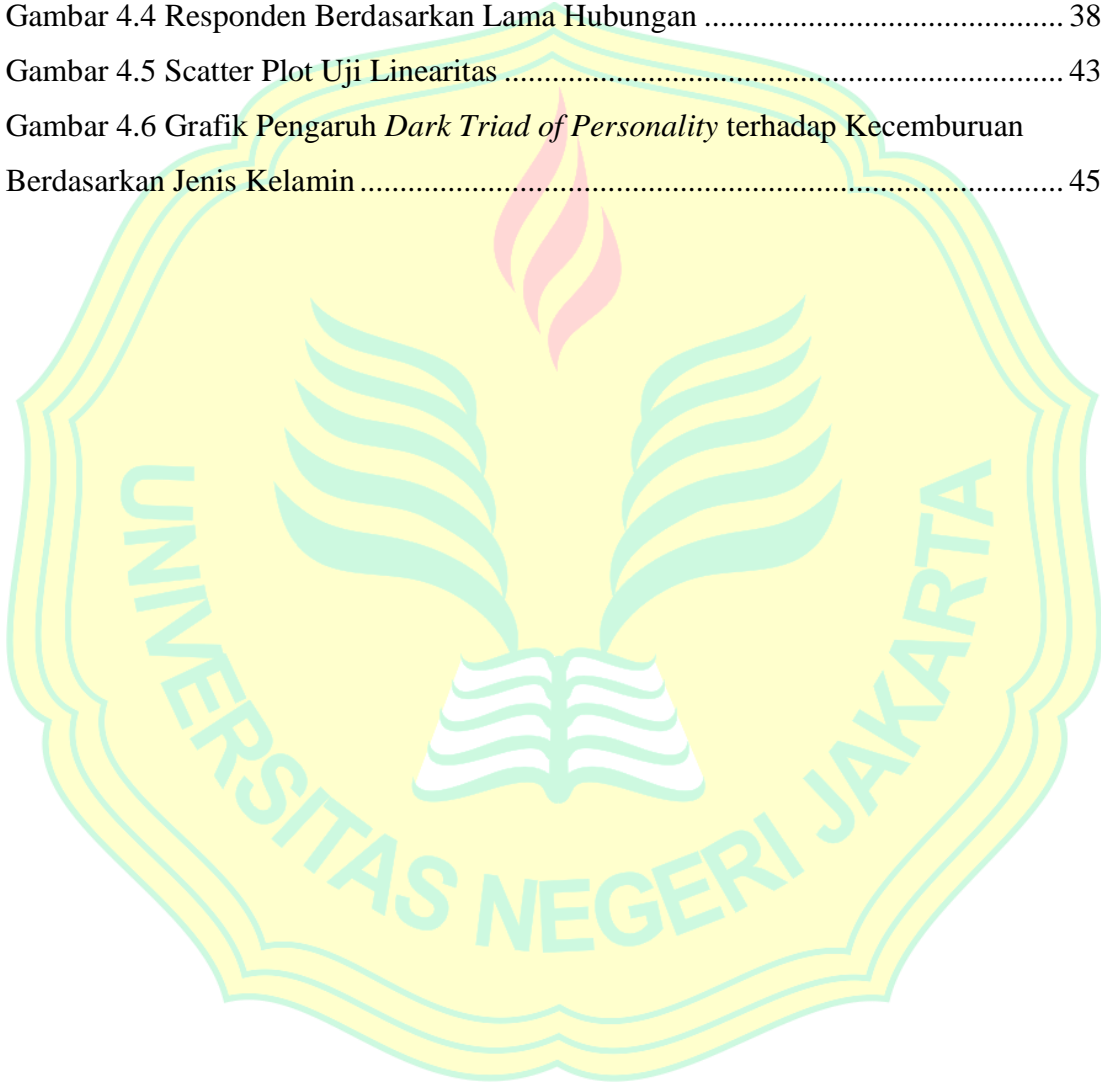 Gambar 4.4 Responden Berdasarkan Lama Hubungan ........................................... 38
Gambar 4.5 Scatter Plot Uji Linearitas .................................................................... 43
Gambar 4.6 Grafik Pengaruh Dark Triad of Personality terhadap Kecemburuan
Berdasarkan Jenis Kelamin ..................................................................................... 45
UNIVERSITAS NEGERI JAKARTA